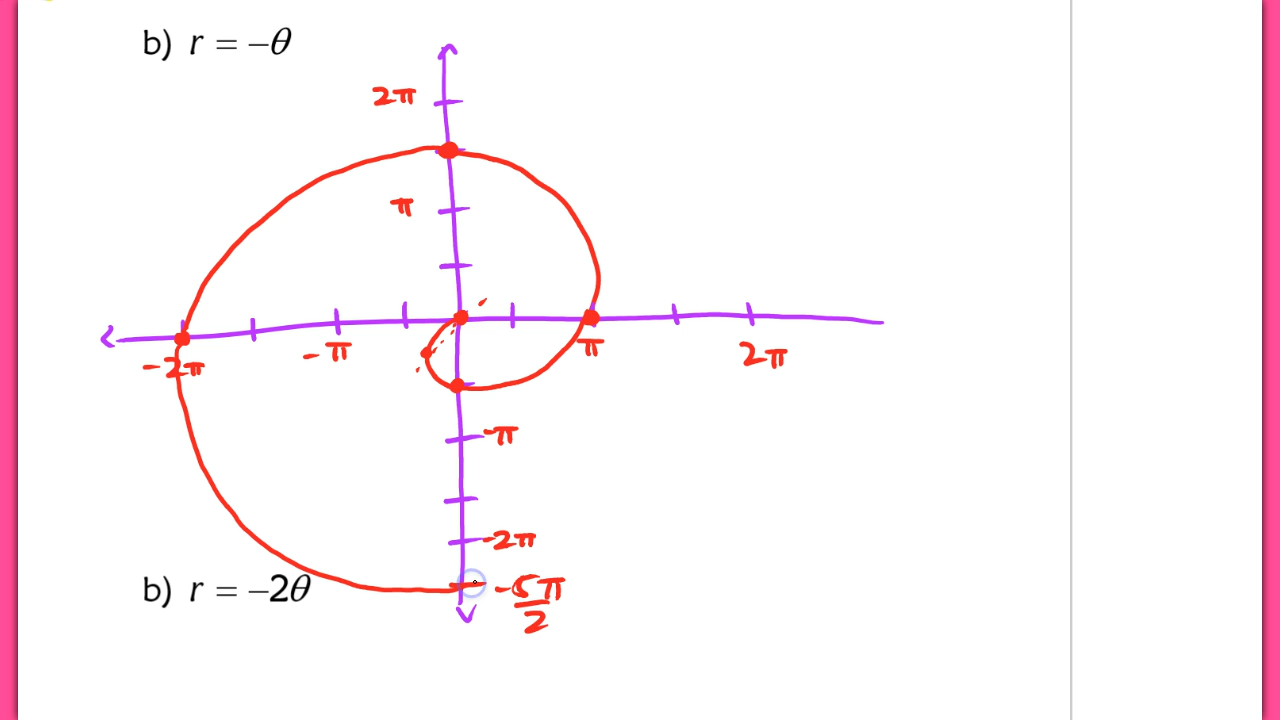 b) r = −θ
2π
π
-2π
-π
π
2π
-π
-2π
b) r = −2θ
-5π/2